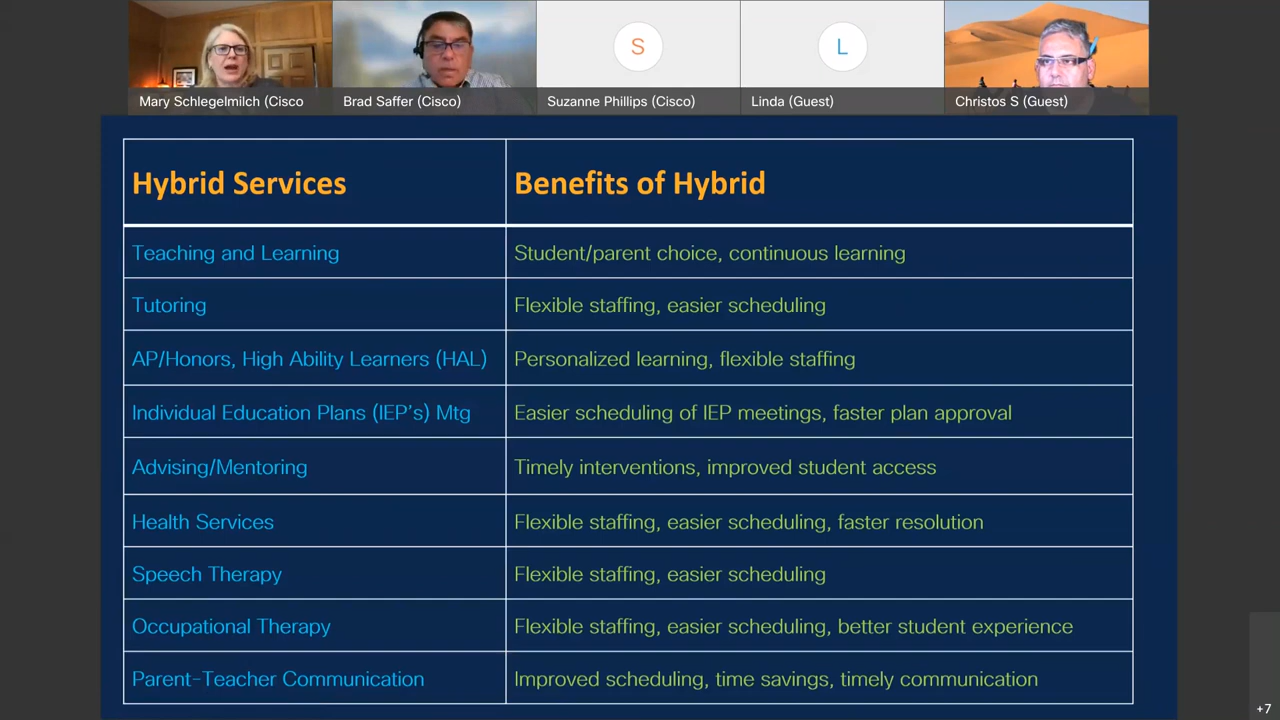 Mary Schlegelmilch (Cisco
Brad Saffer (Cisco)
S
Suzanne Phillips (Cisco)
L
Linda (Guest)
Christos S (Guest)
Hybrid Services
Benefits of Hybrid
Teaching and Learning
Student/parent choice, continuous learning
Tutoring
Flexible staffing, easier scheduling
AP/Honors, High Ability Learners (HAL)
Personalized learning, flexible staffing
Individual Education Plans (IEP's) Mtg
Easier scheduling of IEP meetings, faster plan approval
Advising/Mentoring
Timely interventions, improved student access
Health Services
Flexible staffing, easier scheduling, faster resolution
Speech Therapy
Flexible staffing, easier scheduling
Occupational Therapy
Flexible staffing, easier scheduling, better student experience
Parent-Teacher Communication
Improved scheduling, time savings, timely communication
+7